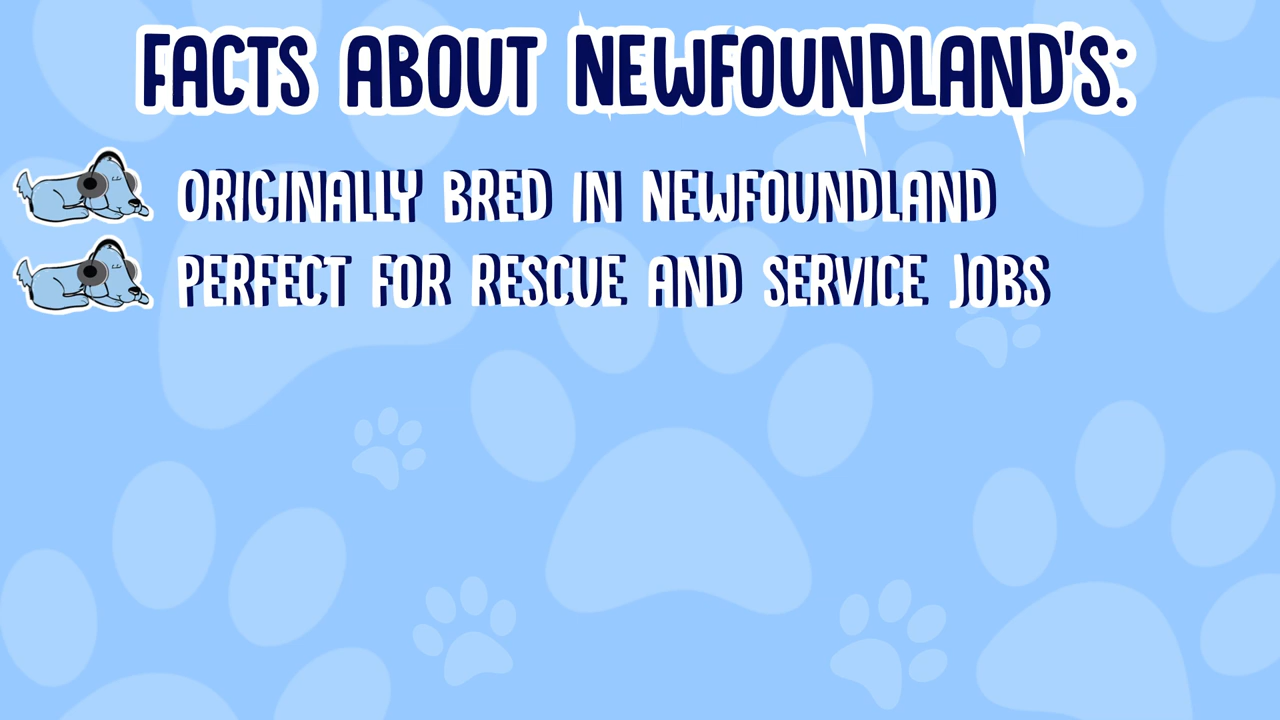 FACTS ABOUT NEWFOUNDLAND'S:
ORIGINALLY BRED IN NEWFOUNDLAND
PERFECT FOR RESCUE AND SERVICE JOBS